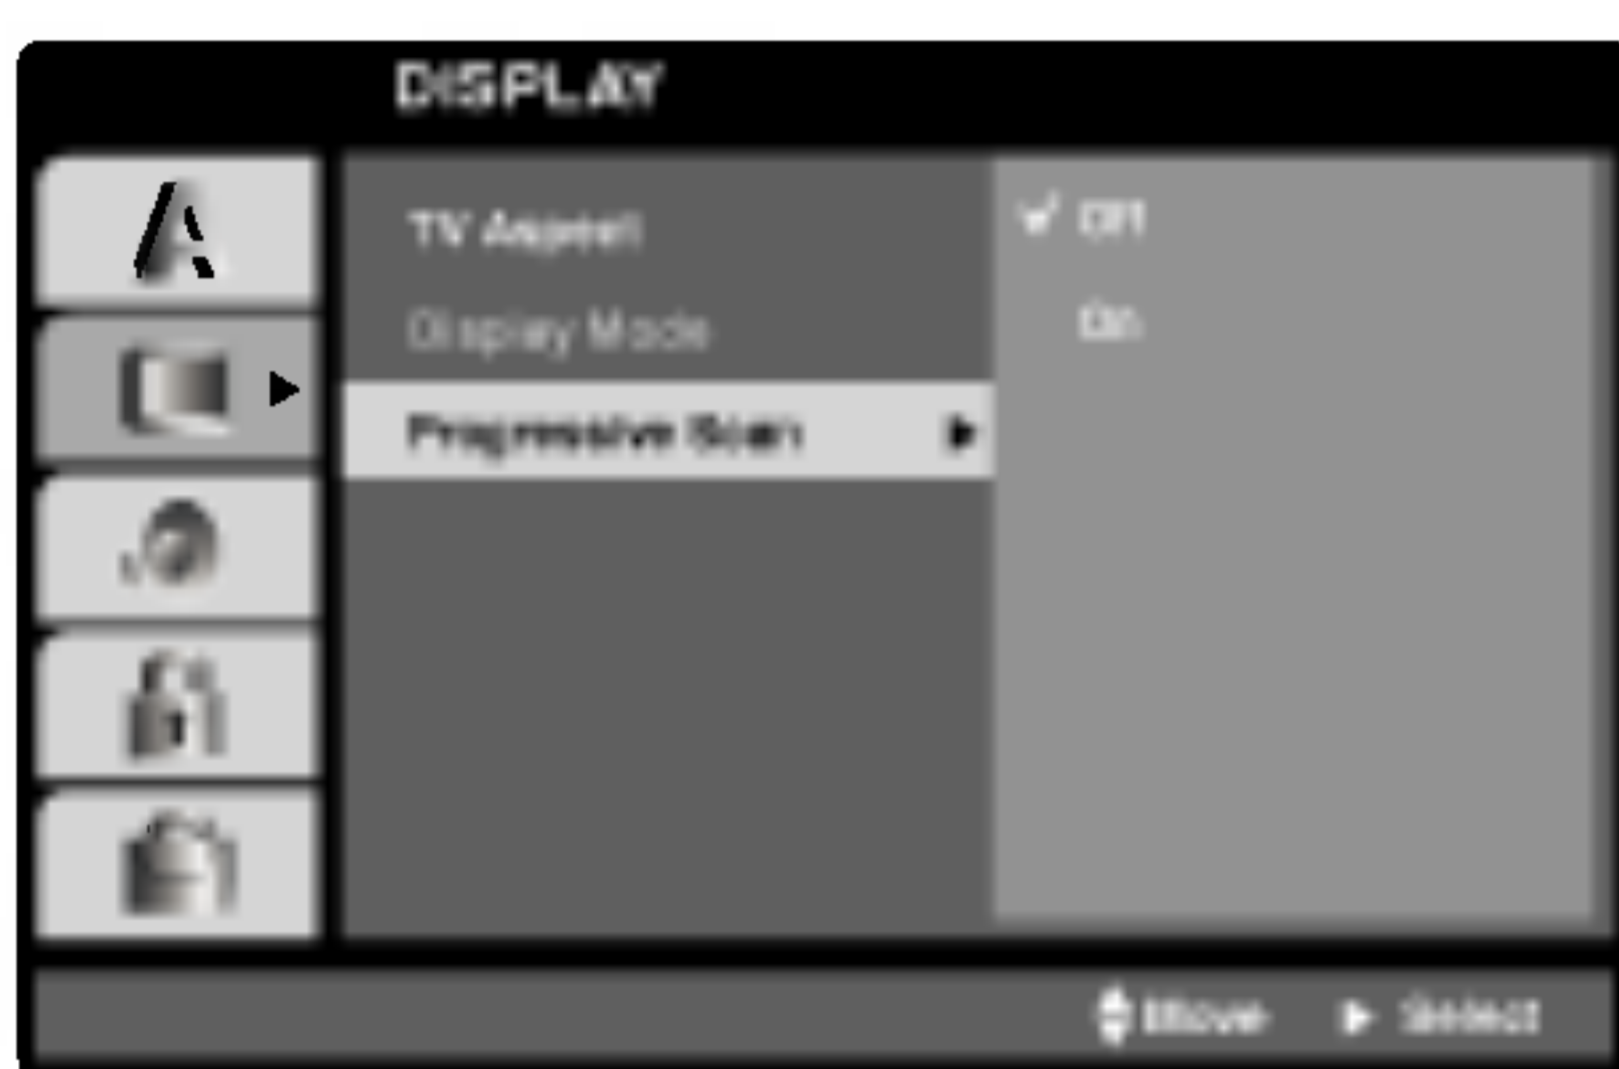 DISPLAY
TV Aspect
Display Mode
Progressive Scan
Off
On
Move Select